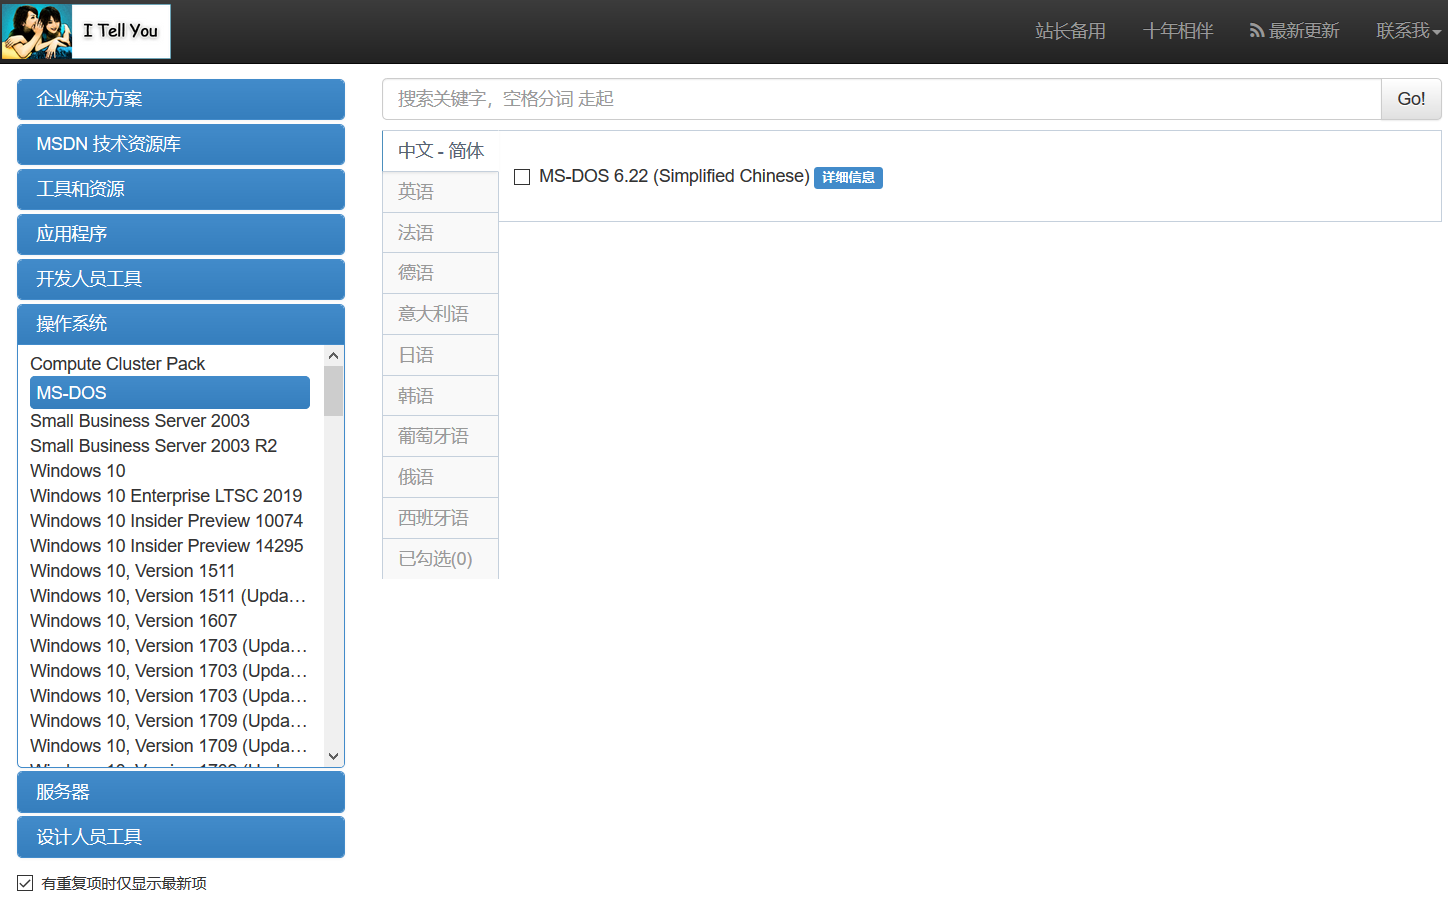 I Tell You
站长备用
十年相伴
最新更新
联系我
企业解决方案
MSDN 技术资源库
工具和资源
应用程序
开发人员工具
操作系统
Compute Cluster Pack
MS-DOS
Small Business Server 2003
Small Business Server 2003 R2
Windows 10
Windows 10 Enterprise LTSC 2019
Windows 10 Insider Preview 10074
Windows 10 Insider Preview 14295
Windows 10, Version 1511
Windows 10, Version 1511 (Upda...
Windows 10, Version 1607
Windows 10, Version 1703 (Upda...
Windows 10, Version 1703 (Upda...
Windows 10, Version 1703 (Upda...
Windows 10, Version 1709 (Upda...
Windows 10, Version 1709 (Upda...
服务器
设计人员工具
有重复项时仅显示最新项
搜索关键字，空格分词 走起
Go!
中文 - 简体
英语
法语
德语
意大利语
日语
韩语
葡萄牙语
俄语
西班牙语
已勾选(0)
MS-DOS 6.22 (Simplified Chinese) 详细信息